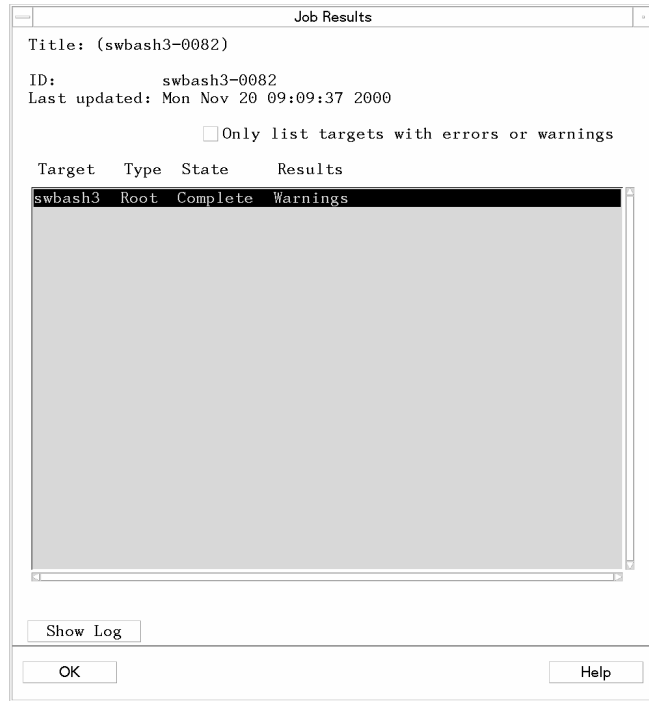 Job Results
Title: (swbash3-0082)
ID: swbash3-0082
Last updated: Mon Nov 20 09:09:37 2000
Only list targets with errors or warnings
Target Type State Results
swbash3 Root Complete Warnings
Show Log
OK Help